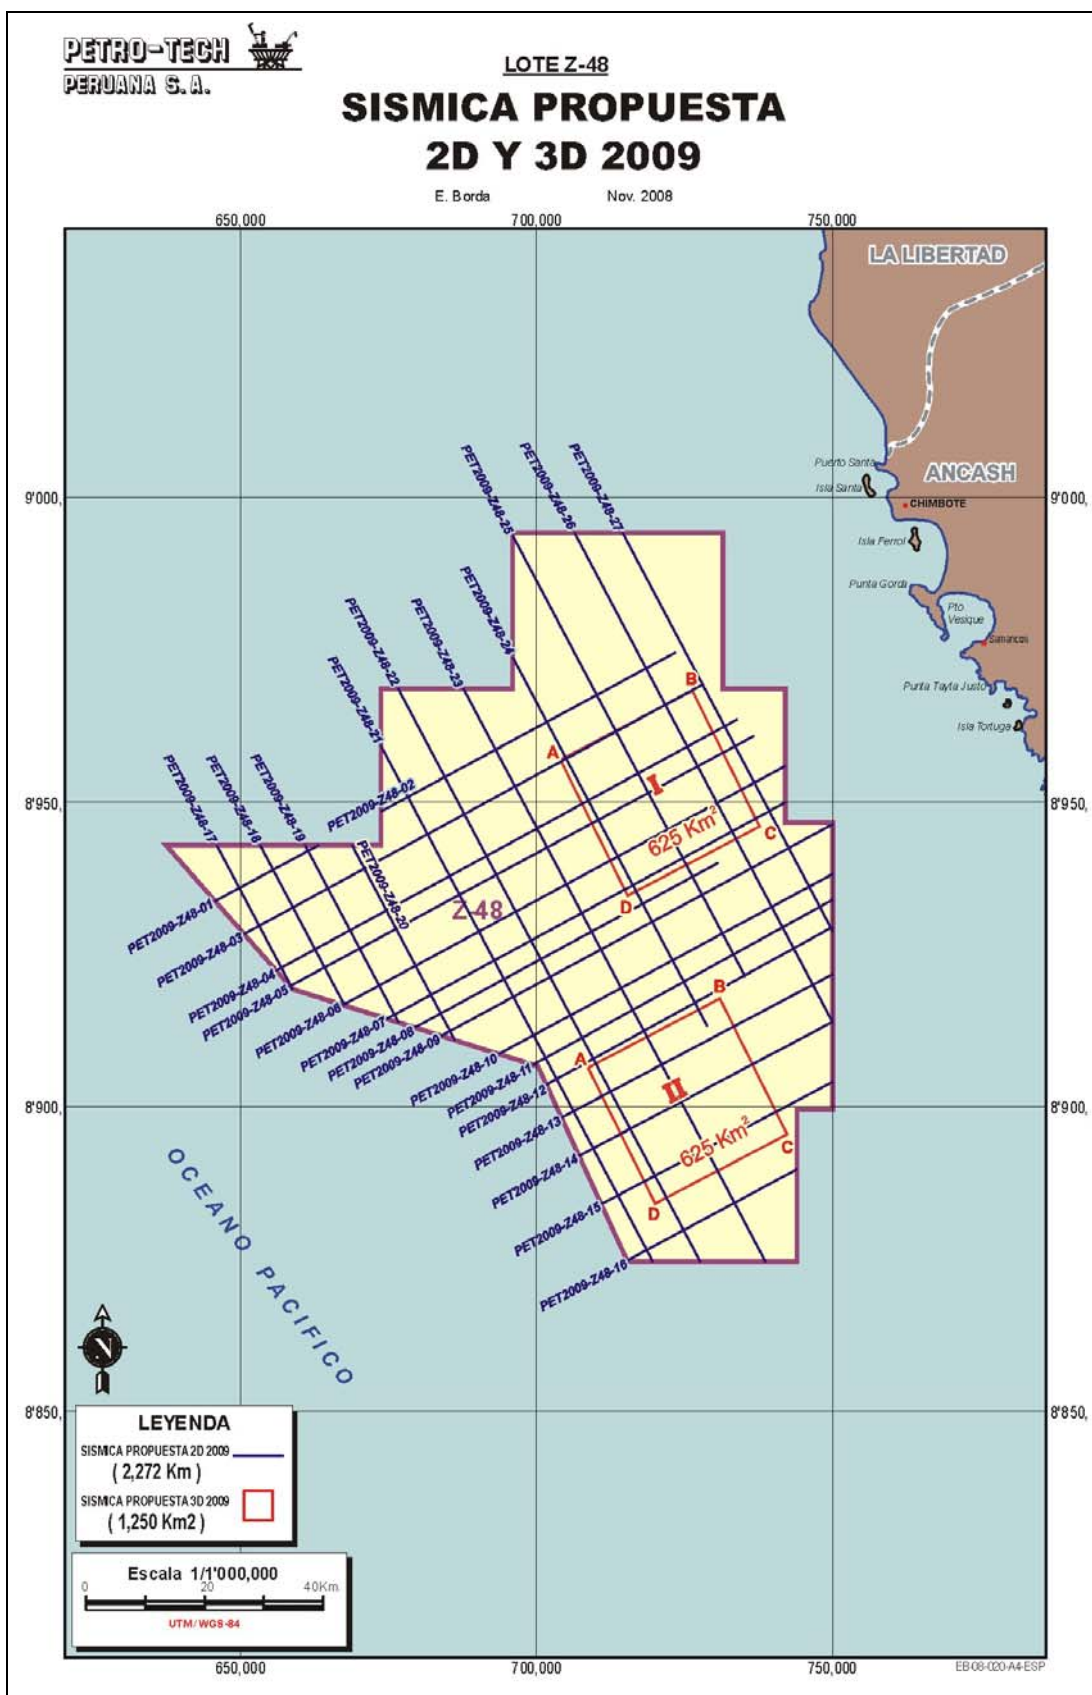 PETRO-TECH
PERUANA S.A.
LOTE Z-48
SISMICA PROPUESTA
2D Y 3D 2009
E. Borda Nov. 2008
650,000 700,000 750,000
LA LIBERTAD
ANCASH
Puerto Santa
Isla Santa
CHIMBOTE
Isla Ferrol
Punta Gorda
Pto
Vesique
Samancos
Punta Tayta Justo
Isla Tortuga
9'000, 9'000,
8'950, 8'950,
8'900, 8'900,
8'850, 8'850,
PET2009-Z48-25
PET2009-Z48-26
PET2009-Z48-27
PET2009-Z48-24
PET2009-Z48-23
PET2009-Z48-22
PET2009-Z48-21
PET2009-Z48-17
PET2009-Z48-18
PET2009-Z48-19
PET2009-Z48-20
PET2009-Z48-02
PET2009-Z48-01
PET2009-Z48-03
PET2009-Z48-04
PET2009-Z48-05
PET2009-Z48-06
PET2009-Z48-07
PET2009-Z48-08
PET2009-Z48-09
PET2009-Z48-10
PET2009-Z48-11
PET2009-Z48-12
PET2009-Z48-13
PET2009-Z48-14
PET2009-Z48-15
PET2009-Z48-16
Z-48
A
B
I
625 Km²
C
D
A
B
II
625 Km²
C
D
OCEANO PACIFICO
N
LEYENDA
SISMICA PROPUESTA 2D 2009
( 2,272 Km )
SISMICA PROPUESTA 3D 2009
( 1,250 Km2 )
Escala 1/1'000,000
0 20 40Km
UTM/WGS-84
650,000 700,000 750,000
EB-08-020-A4-ESP